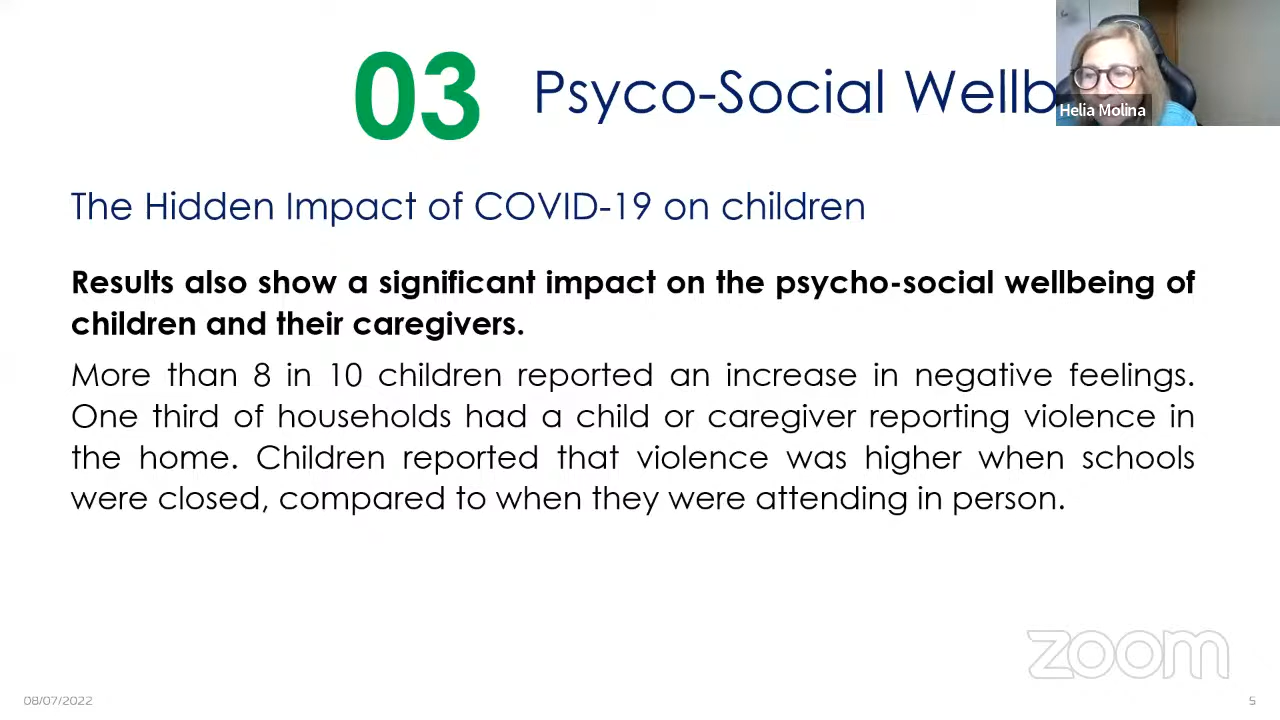 03 Psyco-Social Wellb
Helia Molina
The Hidden Impact of COVID-19 on children
Results also show a significant impact on the psycho-social wellbeing of
children and their caregivers.
More than 8 in 10 children reported an increase in negative feelings.
One third of households had a child or caregiver reporting violence in
the home. Children reported that violence was higher when schools
were closed, compared to when they were attending in person.
zoom
08/07/2022 5